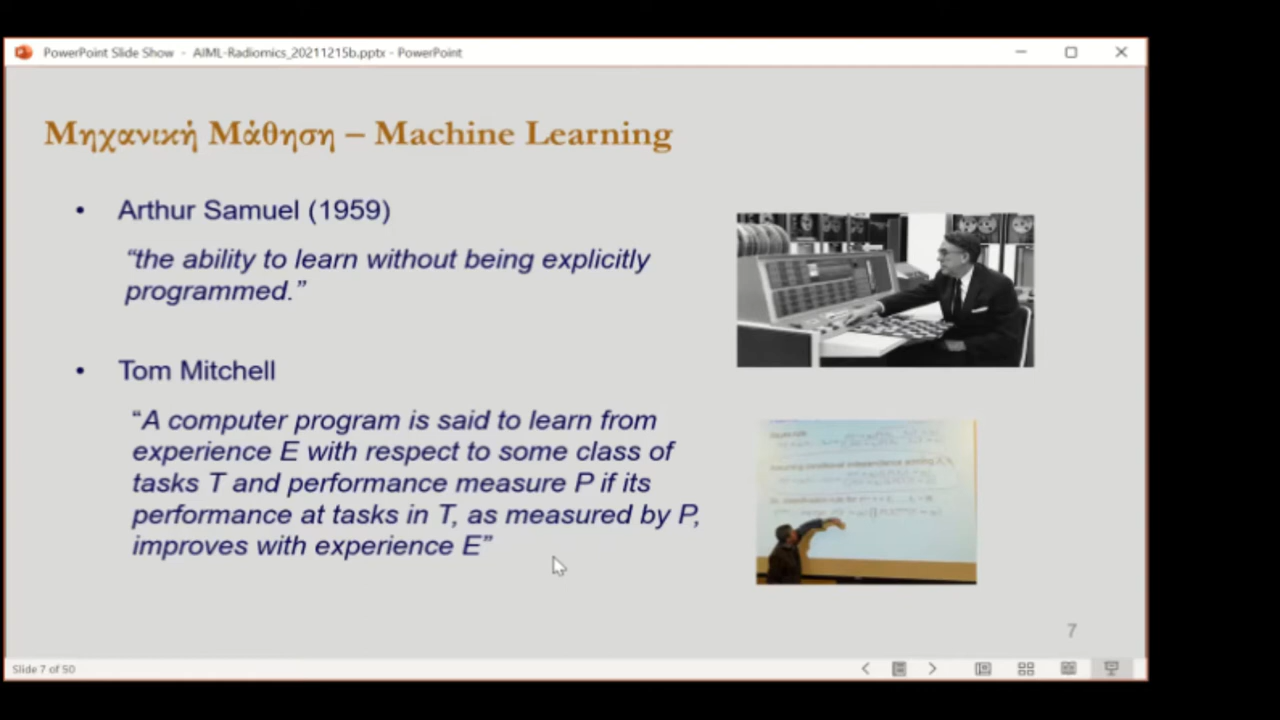 PowerPoint Slide Show - AIML-Radiomics_20211215b.pptx - PowerPoint
Μηχανική Μάθηση – Machine Learning
• Arthur Samuel (1959)
“the ability to learn without being explicitly
programmed.”
• Tom Mitchell
“A computer program is said to learn from
experience E with respect to some class of
tasks T and performance measure P if its
performance at tasks in T, as measured by P,
improves with experience E”
7
Slide 7 of 50